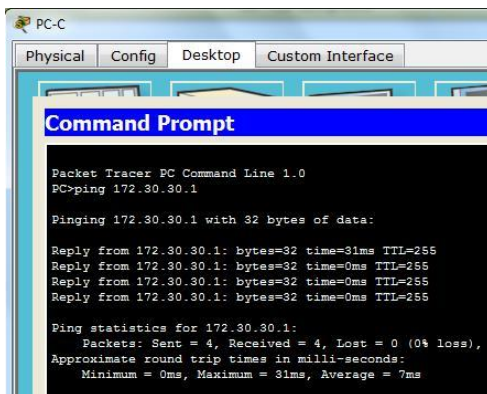 PC-C
Physical Config Desktop Custom Interface
Command Prompt
Packet Tracer PC Command Line 1.0
PC>ping 172.30.30.1
Pinging 172.30.30.1 with 32 bytes of data:
Reply from 172.30.30.1: bytes=32 time=31ms TTL=255
Reply from 172.30.30.1: bytes=32 time=0ms TTL=255
Reply from 172.30.30.1: bytes=32 time=0ms TTL=255
Reply from 172.30.30.1: bytes=32 time=0ms TTL=255
Ping statistics for 172.30.30.1:
Packets: Sent = 4, Received = 4, Lost = 0 (0% loss),
Approximate round trip times in milli-seconds:
Minimum = 0ms, Maximum = 31ms, Average = 7ms